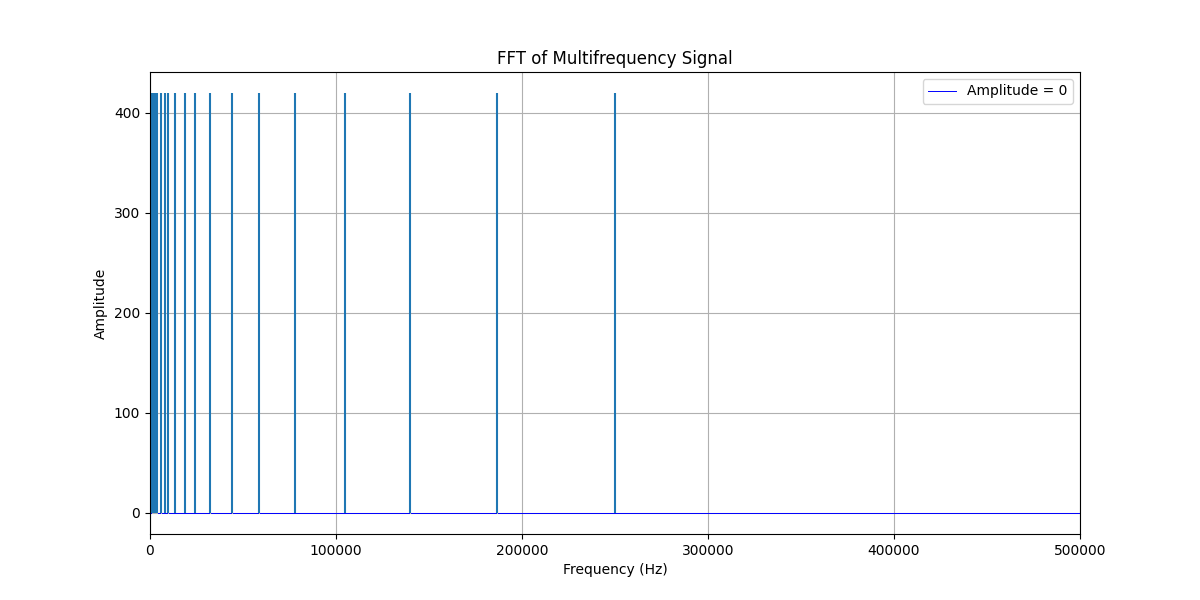 FFT of Multifrequency Signal
Amplitude = 0
400
300
200
100
0
Amplitude
0 100000 200000 300000 400000 500000
Frequency (Hz)